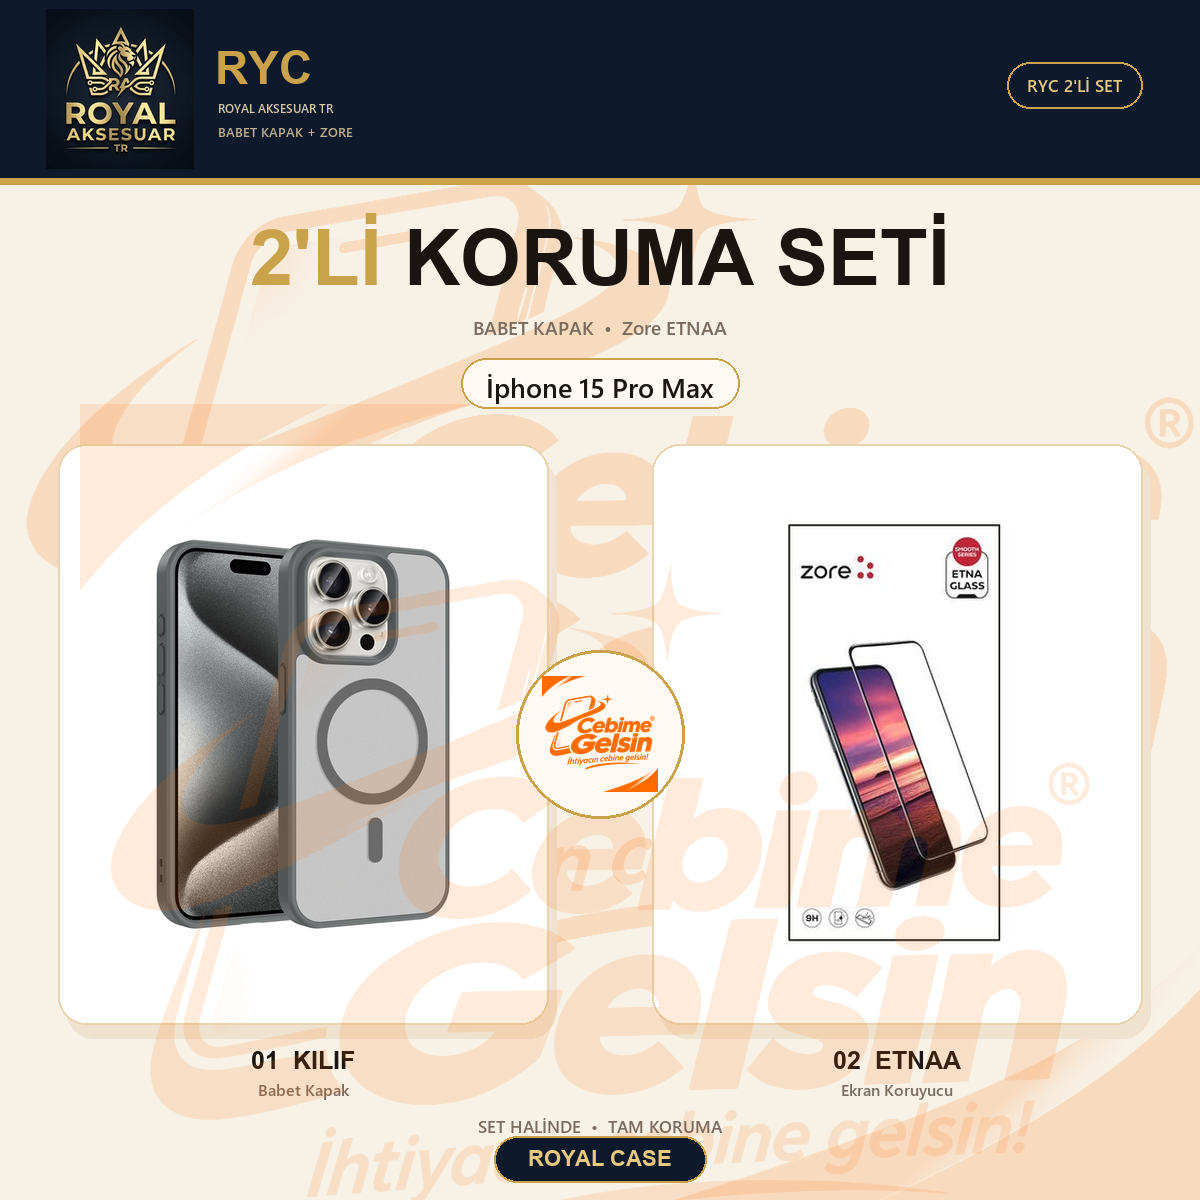 ROYAL
AKSESUAR
TR
RYC
ROYAL AKSESUAR TR
BABET KAPAK + ZORE
RYC 2'Lİ SET
2'Lİ KORUMA SETİ
BABET KAPAK • Zore ETNAA
İphone 15 Pro Max
®
zore
SMOOTH
SERIES
ETNA
GLASS
Cebime®
Gelsin
İhtiyacın cebine gelsin!
9H
Cebime®
Gelsin
01 KILIF
Babet Kapak
02 ETNAA
Ekran Koruyucu
SET HALİNDE • TAM KORUMA
ROYAL CASE